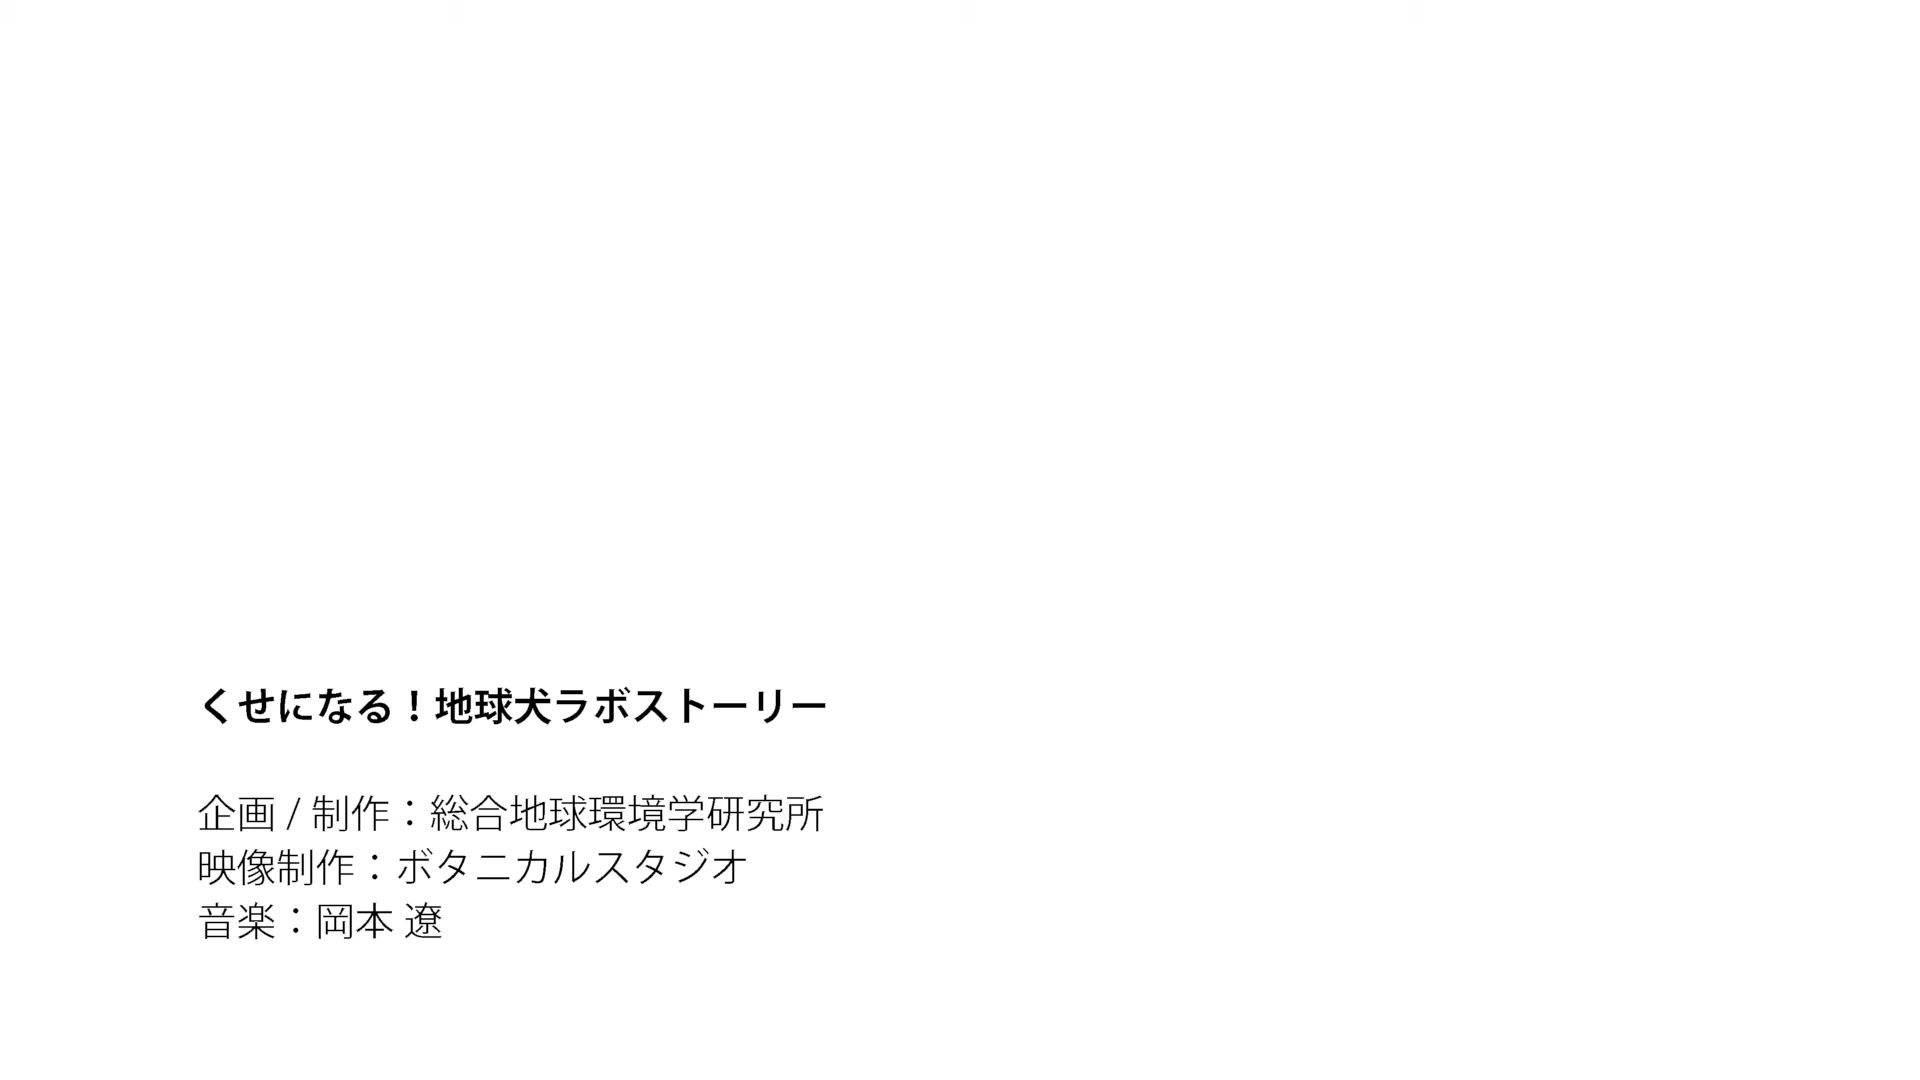 くせになる！地球犬ラボストーリー
企画 / 制作：総合地球環境学研究所
映像制作：ボタニカルスタジオ
音楽：岡本 遼